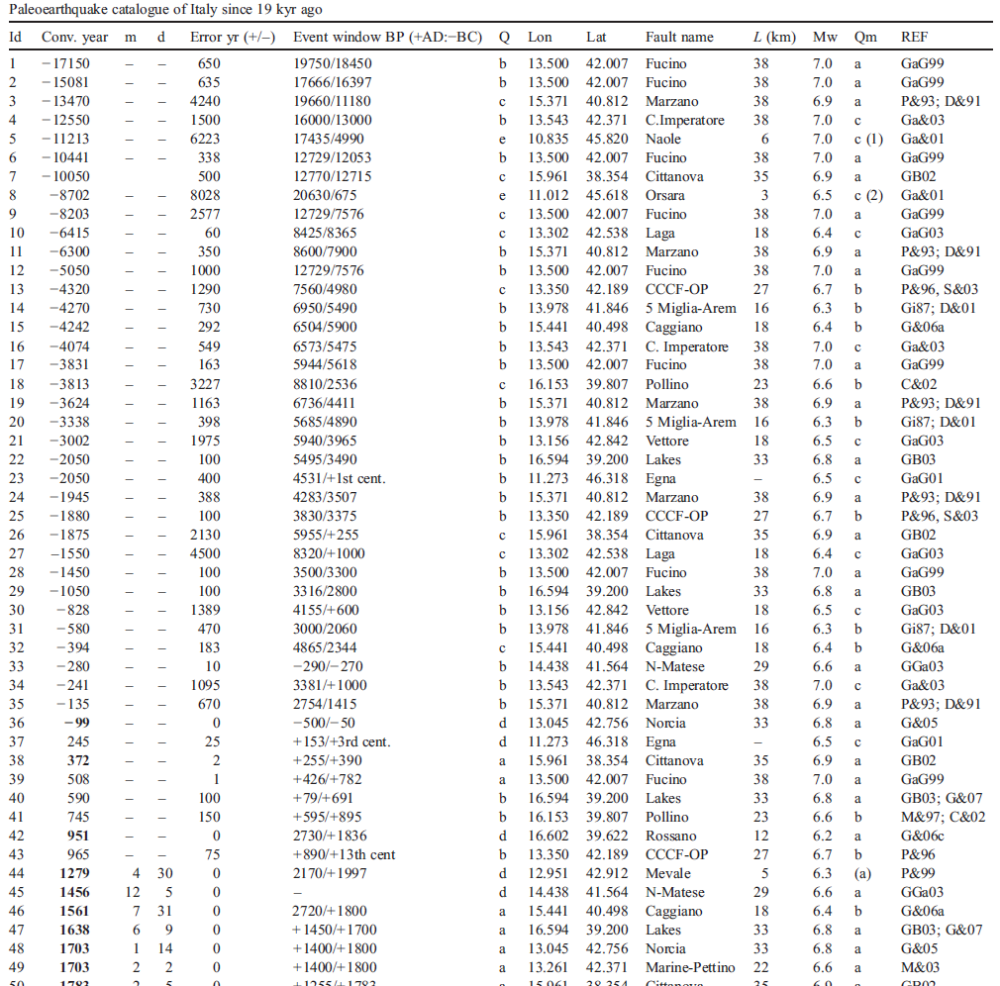 Paleoearthquake catalogue of Italy since 19 kyr ago
Id Conv. year m d Error yr (+/−) Event window BP (+AD:−BC) Q Lon Lat Fault name L (km) Mw Qm REF
1 −17150 – – 650 19750/18450 b 13.500 42.007 Fucino 38 7.0 a GaG99
2 −15081 – – 635 17666/16397 b 13.500 42.007 Fucino 38 7.0 a GaG99
3 −13470 – – 4240 19660/11180 c 15.371 40.812 Marzano 38 6.9 a P&93; D&91
4 −12550 – – 1500 16000/13000 b 13.543 42.371 C.Imperatore 38 7.0 c Ga&03
5 −11213 – – 6223 17435/4990 e 10.835 45.820 Naole 6 7.0 c (1) Ga&01
6 −10441 – – 338 12729/12053 b 13.500 42.007 Fucino 38 7.0 a GaG99
7 −10050 500 12770/12715 c 15.961 38.354 Cittanova 35 6.9 a GB02
8 −8702 – – 8028 20630/675 e 11.012 45.618 Orsara 3 6.5 c (2) Ga&01
9 −8203 – – 2577 12729/7576 c 13.500 42.007 Fucino 38 7.0 a GaG99
10 −6415 – – 60 8425/8365 c 13.302 42.538 Laga 18 6.4 c GaG03
11 −6300 – – 350 8600/7900 b 15.371 40.812 Marzano 38 6.9 a P&93; D&91
12 −5050 – – 1000 12729/7576 b 13.500 42.007 Fucino 38 7.0 a GaG99
13 −4320 – – 1290 7560/4980 c 13.350 42.189 CCCF-OP 27 6.7 b P&96, S&03
14 −4270 – – 730 6950/5490 b 13.978 41.846 5 Miglia-Arem 16 6.3 b Gi87; D&01
15 −4242 – – 292 6504/5900 b 15.441 40.498 Caggiano 18 6.4 b G&06a
16 −4074 – – 549 6573/5475 b 13.543 42.371 C. Imperatore 38 7.0 c Ga&03
17 −3831 – – 163 5944/5618 b 13.500 42.007 Fucino 38 7.0 a GaG99
18 −3813 – – 3227 8810/2536 c 16.153 39.807 Pollino 23 6.6 b C&02
19 −3624 – – 1163 6736/4411 b 15.371 40.812 Marzano 38 6.9 a P&93; D&91
20 −3338 – – 398 5685/4890 b 13.978 41.846 5 Miglia-Arem 16 6.3 b Gi87; D&01
21 −3002 – – 1975 5940/3965 b 13.156 42.842 Vettore 18 6.5 c GaG03
22 −2050 – – 100 5495/3490 b 16.594 39.200 Lakes 33 6.8 a GB03
23 −2050 – – 400 4531/+1st cent. b 11.273 46.318 Egna – 6.5 c GaG01
24 −1945 – – 388 4283/3507 b 15.371 40.812 Marzano 38 6.9 a P&93; D&91
25 −1880 – – 100 3830/3375 b 13.350 42.189 CCCF-OP 27 6.7 b P&96, S&03
26 −1875 – – 2130 5955/+255 c 15.961 38.354 Cittanova 35 6.9 a GB02
27 –1550 – – 4500 8320/+1000 c 13.302 42.538 Laga 18 6.4 c GaG03
28 −1450 – – 100 3500/3300 b 13.500 42.007 Fucino 38 7.0 a GaG99
29 −1050 – – 100 3316/2800 b 16.594 39.200 Lakes 33 6.8 a GB03
30 −828 – – 1389 4155/+600 c 13.156 42.842 Vettore 18 6.5 c GaG03
31 −580 – – 470 3000/2060 b 13.978 41.846 5 Miglia-Arem 16 6.3 b Gi87; D&01
32 −394 – – 183 4865/2344 c 15.441 40.498 Caggiano 18 6.4 b G&06a
33 −280 – – 10 −290/−270 b 14.438 41.564 N-Matese 29 6.6 a GGa03
34 −241 – – 1095 3381/+1000 b 13.543 42.371 C. Imperatore 38 7.0 c Ga&03
35 −135 – – 670 2754/1415 b 15.371 40.812 Marzano 38 6.9 a P&93; D&91
36 −99 – – 0 −500/−50 d 13.045 42.756 Norcia 33 6.8 a G&05
37 245 – – 25 +153/+3rd cent. d 11.273 46.318 Egna – 6.5 c GaG01
38 372 – – 2 +255/+390 a 15.961 38.354 Cittanova 35 6.9 a GB02
39 508 – – 1 +426/+782 a 13.500 42.007 Fucino 38 7.0 a GaG99
40 590 – – 100 +79/+691 b 16.594 39.200 Lakes 33 6.8 a GB03; G&07
41 745 – – 150 +595/+895 b 16.153 39.807 Pollino 23 6.6 b M&97; C&02
42 951 – – 0 2730/+1836 d 16.602 39.622 Rossano 12 6.2 a G&06c
43 965 – – 75 +890/+13th cent b 13.350 42.189 CCCF-OP 27 6.7 b P&96
44 1279 4 30 0 2170/+1997 d 12.951 42.912 Mevale 5 6.3 (a) P&99
45 1456 12 5 0 – d 14.438 41.564 N-Matese 29 6.6 a GGa03
46 1561 7 31 0 2720/+1800 a 15.441 40.498 Caggiano 18 6.4 b G&06a
47 1638 6 9 0 +1450/+1700 a 16.594 39.200 Lakes 33 6.8 a GB03; G&07
48 1703 1 14 0 +1400/+1800 a 13.045 42.756 Norcia 33 6.8 a G&05
49 1703 2 2 0 +1400/+1800 a 13.261 42.371 Marine-Pettino 22 6.6 a M&03
50 1783 2 5 0 +1255/+1783 a 15.961 38.354 Cittanova 35 6.9 a GB02